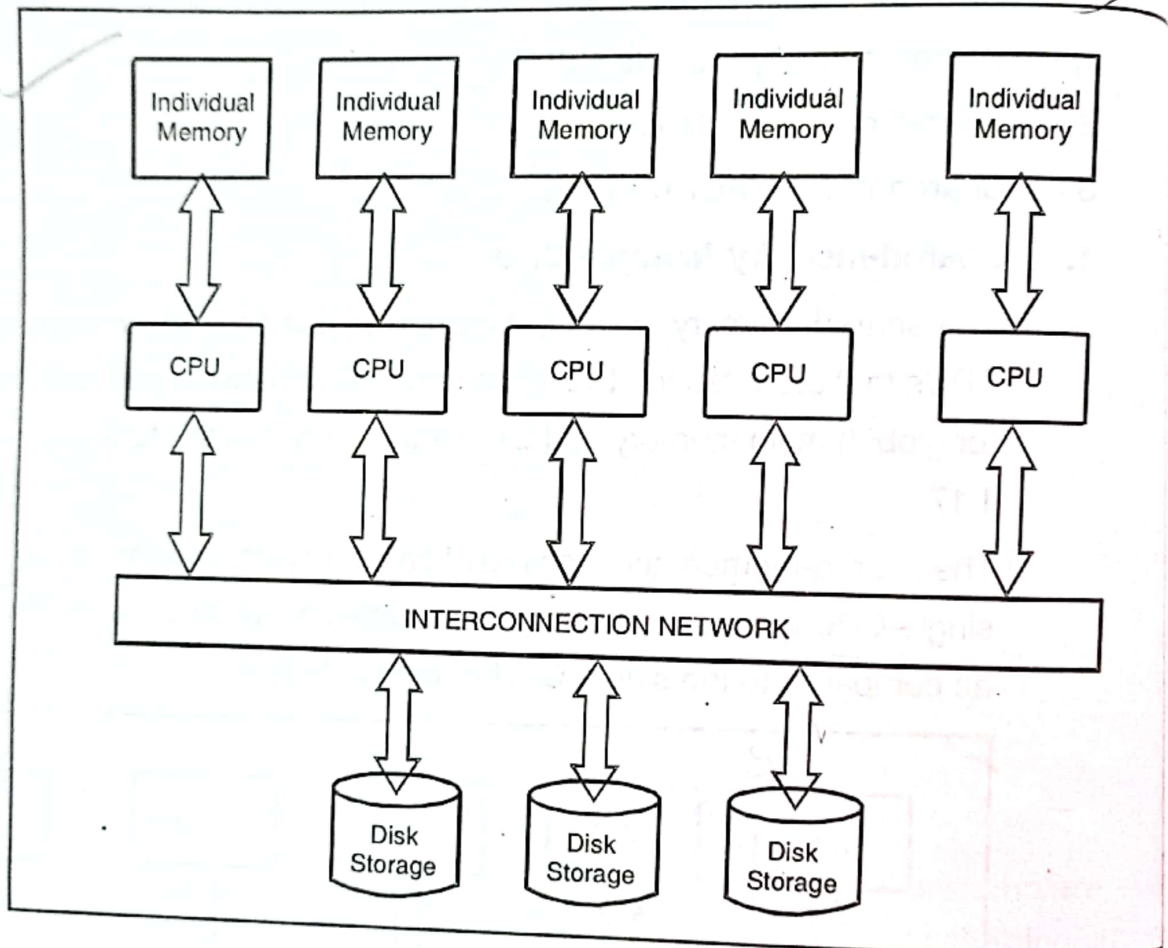 Individual
Memory
Individual
Memory
Individual
Memory
Individual
Memory
Individual
Memory
CPU
CPU
CPU
CPU
CPU
INTERCONNECTION NETWORK
Disk
Storage
Disk
Storage
Disk
Storage